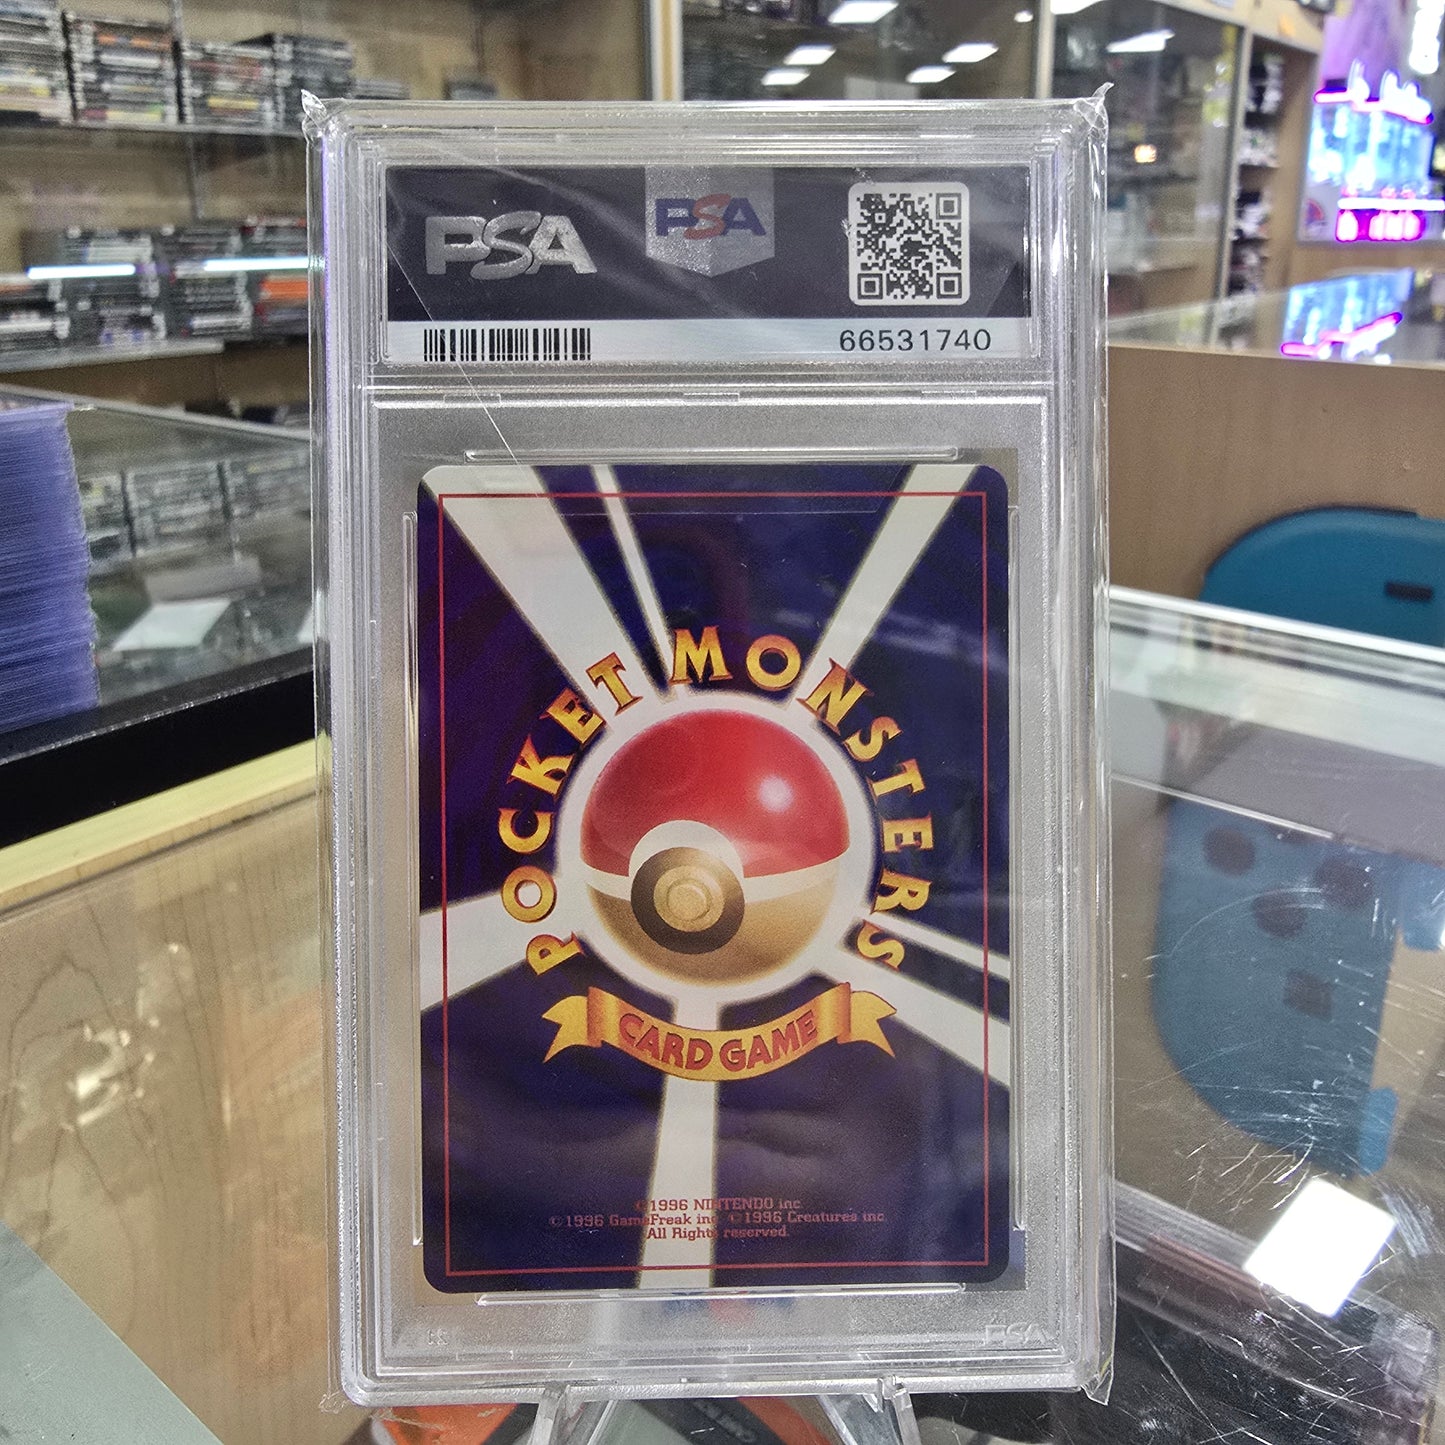 PSA
PSA
66531740
POCKET MONSTERS
CARD GAME
©1996 NINTENDO inc.
©1996 GameFreak inc. ©1996 Creatures inc.
All Rights reserved.
PSA